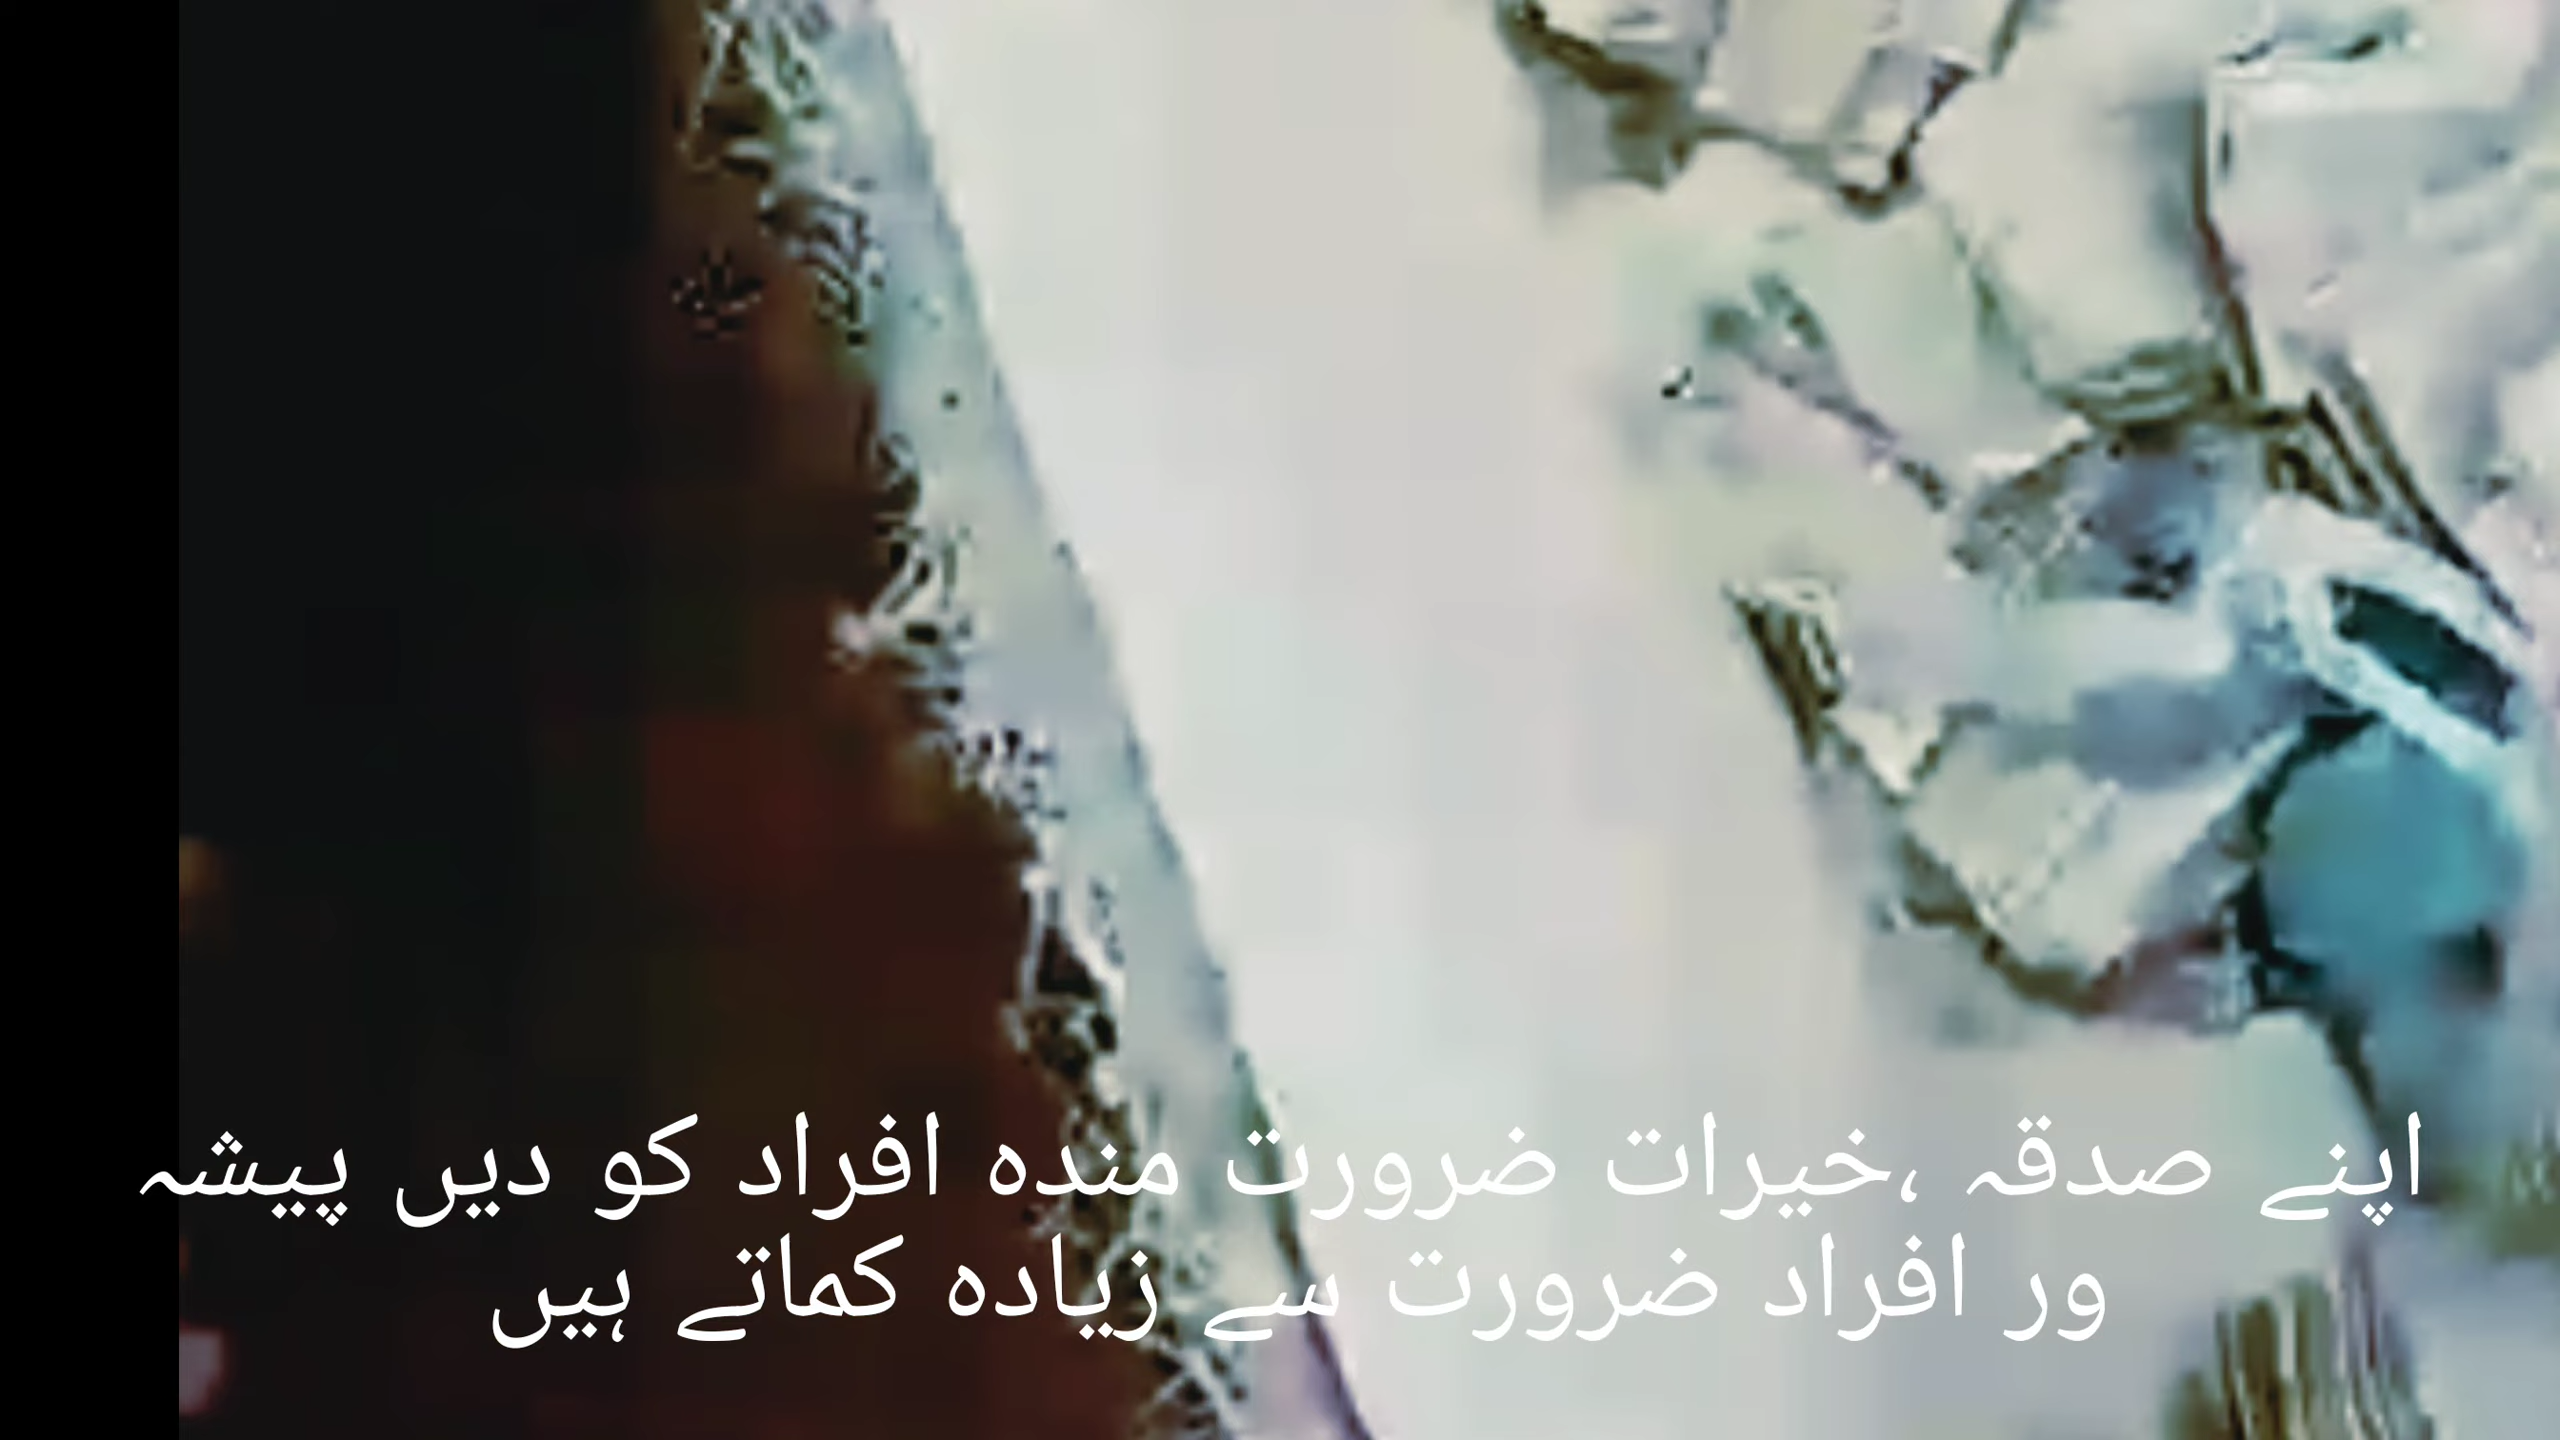 اپنے صدقہ ،خیرات ضرورت مندہ افراد کو دیں پیشہ
ور افراد ضرورت سے زیادہ کماتے ہیں